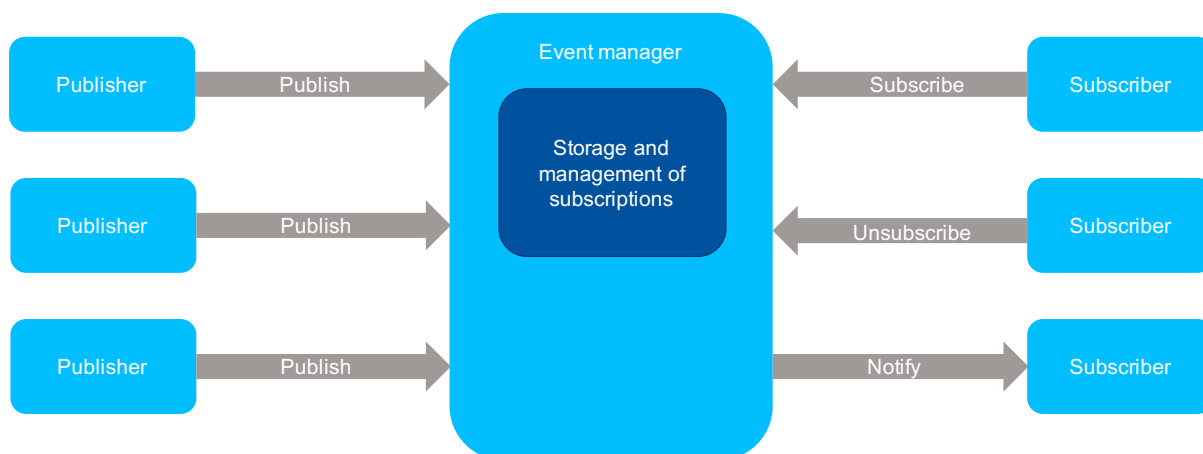 Event manager
Publisher
Publish
Subscribe
Subscriber
Storage and
management of
subscriptions
Publisher
Publish
Unsubscribe
Subscriber
Publisher
Publish
Notify
Subscriber